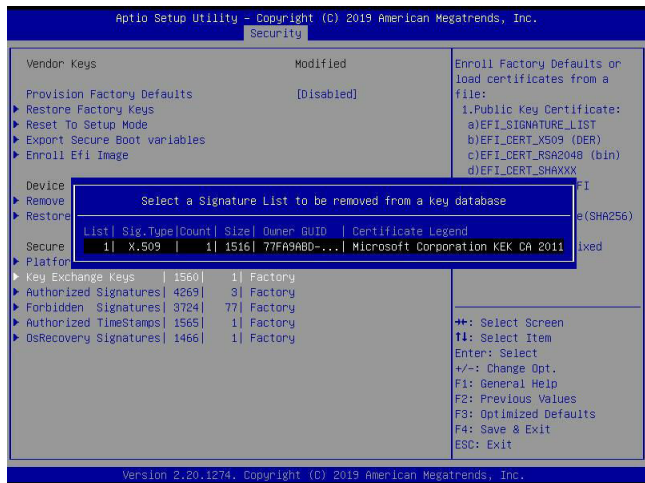 Aptio Setup Utility – Copyright (C) 2019 American Megatrends, Inc.
Security
Vendor Keys Modified
Provision Factory Defaults [Disabled]
Restore Factory Keys
Reset To Setup Mode
Export Secure Boot variables
Enroll Efi Image
Device
Remove
Restore
Select a Signature List to be removed from a key database
List| Sig.Type|Count| Size| Owner GUID | Certificate Legend
1| X.509 | 1| 1516| 77FA9ABD-...| Microsoft Corporation KEK CA 2011
Secure
Platfor
Key Exchange Keys | 1560| 1| Factory
Authorized Signatures| 4269| 3| Factory
Forbidden Signatures| 3724| 77| Factory
Authorized TimeStamps| 1565| 1| Factory
OsRecovery Signatures| 1466| 1| Factory
Enroll Factory Defaults or
load certificates from a
file:
1.Public Key Certificate:
a)EFI_SIGNATURE_LIST
b)EFI_CERT_X509 (DER)
c)EFI_CERT_RSA2048 (bin)
d)EFI_CERT_SHAXXX
FI
e(SHA256)
ixed
↔: Select Screen
↑↓: Select Item
Enter: Select
+/-: Change Opt.
F1: General Help
F2: Previous Values
F3: Optimized Defaults
F4: Save & Exit
ESC: Exit
Version 2.20.1274. Copyright (C) 2019 American Megatrends, Inc.